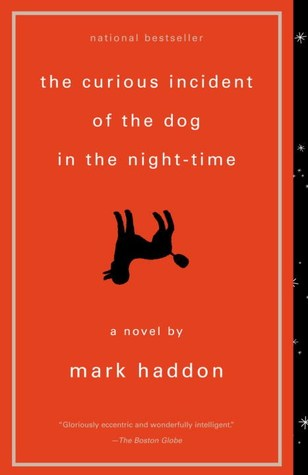 national bestseller
the curious incident
of the dog
in the night-time
a novel by
mark haddon
"Gloriously eccentric and wonderfully intelligent."
—The Boston Globe